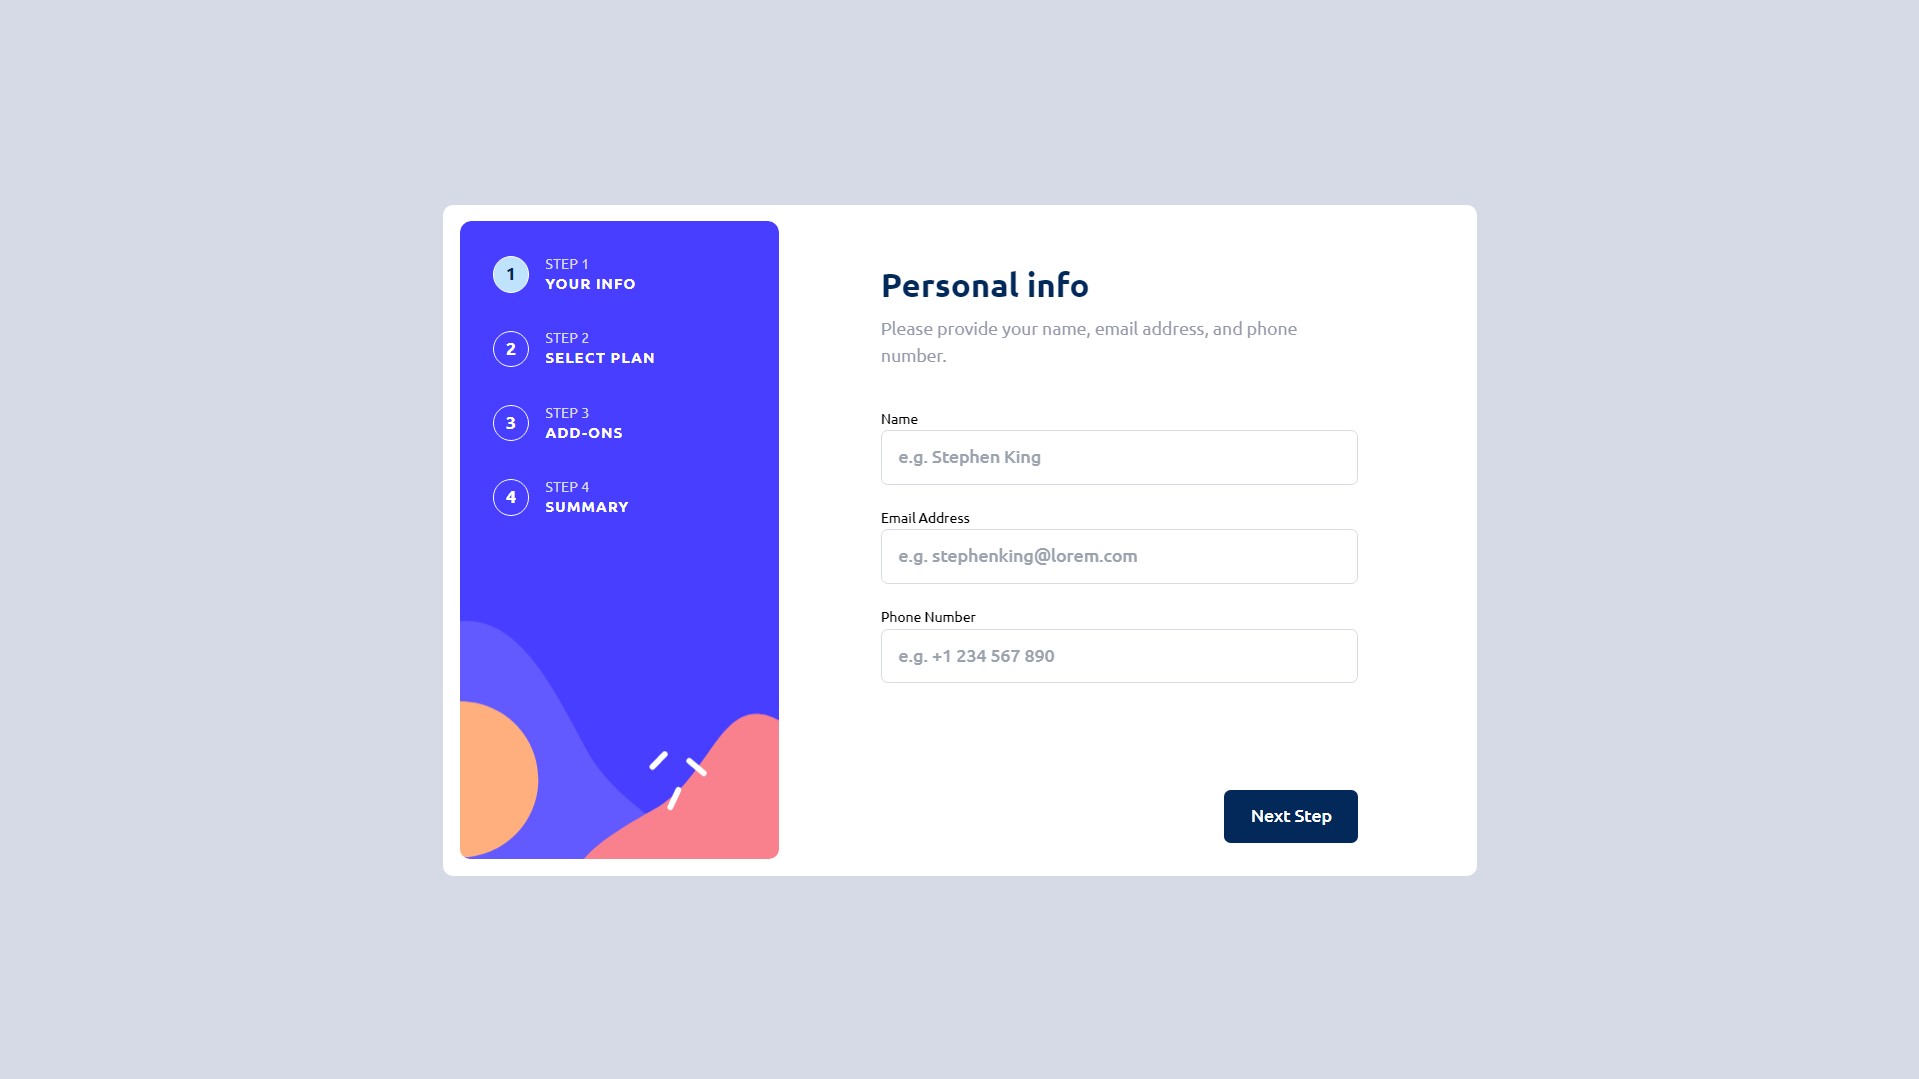 1
STEP 1
YOUR INFO
2
STEP 2
SELECT PLAN
3
STEP 3
ADD-ONS
4
STEP 4
SUMMARY
Personal info
Please provide your name, email address, and phone
number.
Name
e.g. Stephen King
Email Address
e.g. stephenking@lorem.com
Phone Number
e.g. +1 234 567 890
Next Step